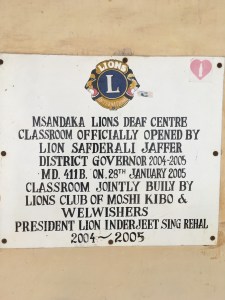 LIONS
L
INTERNATIONAL
MSANDAKA LIONS DEAF CENTRE
CLASSROOM OFFICIALLY OPENED BY
LION SAFDERALI JAFFER
DISTRICT GOVERNOR 2004-2005
MD. 411B. ON. 28TH JANUARY 2005
CLASSROOM JOINTLY BUILT BY
LIONS CLUB OF MOSHI KIBO &
WELWISHERS
PRESIDENT LION INDERJEET SING REHAL
2004~2005